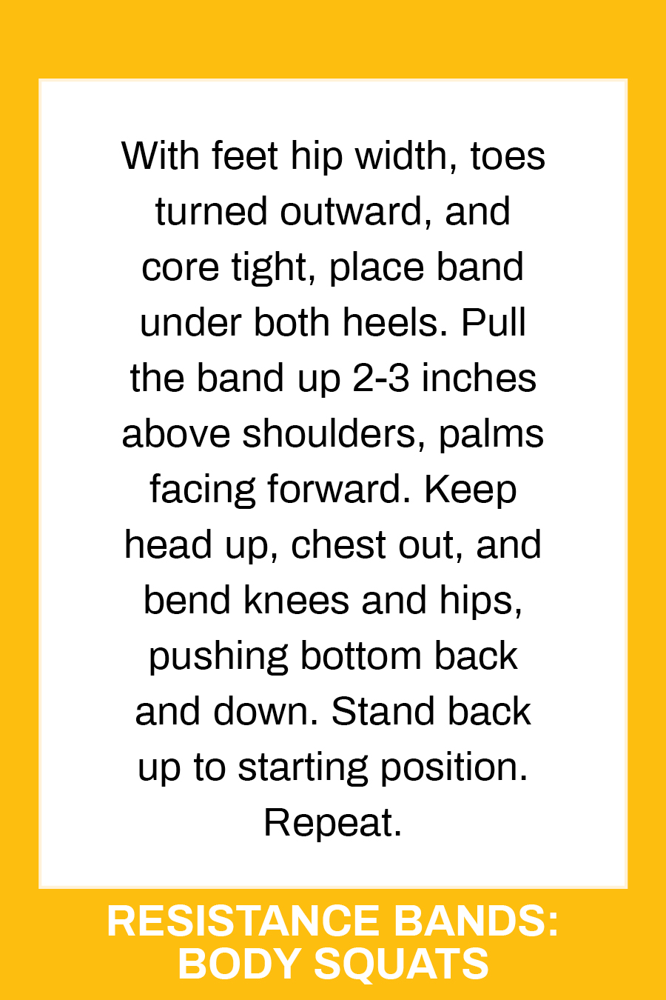 With feet hip width, toes
turned outward, and
core tight, place band
under both heels. Pull
the band up 2-3 inches
above shoulders, palms
facing forward. Keep
head up, chest out, and
bend knees and hips,
pushing bottom back
and down. Stand back
up to starting position.
Repeat.
RESISTANCE BANDS:
BODY SQUATS